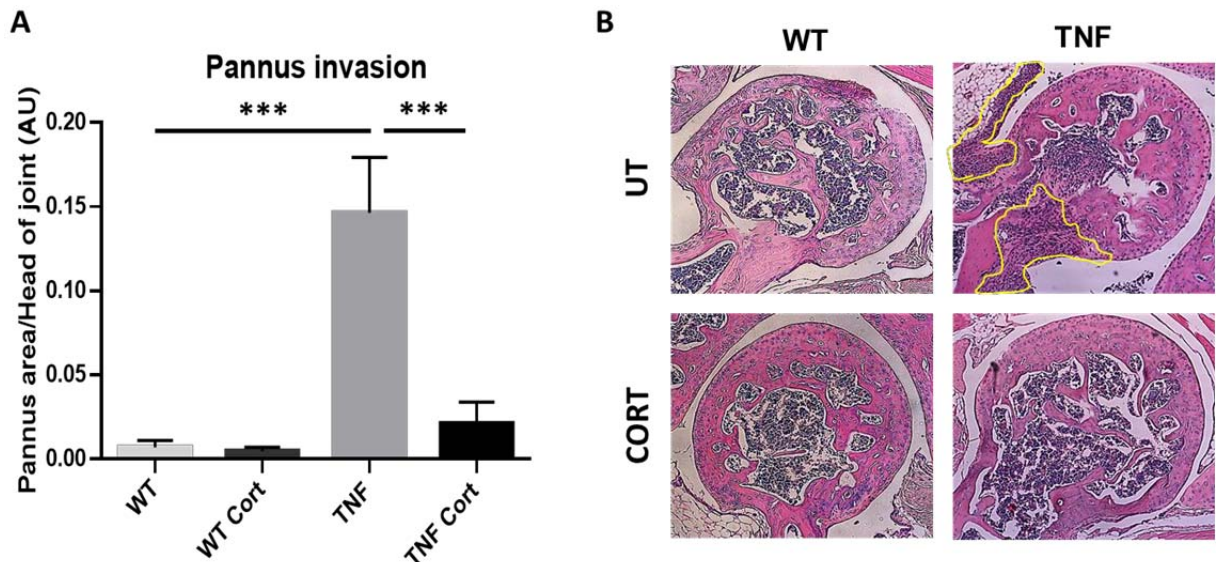 A
B
Pannus invasion
*** ***
Pannus area/Head of joint (AU)
0.20
0.15
0.10
0.05
0.00
WT
WT Cort
TNF
TNF Cort
WT TNF
UT
CORT